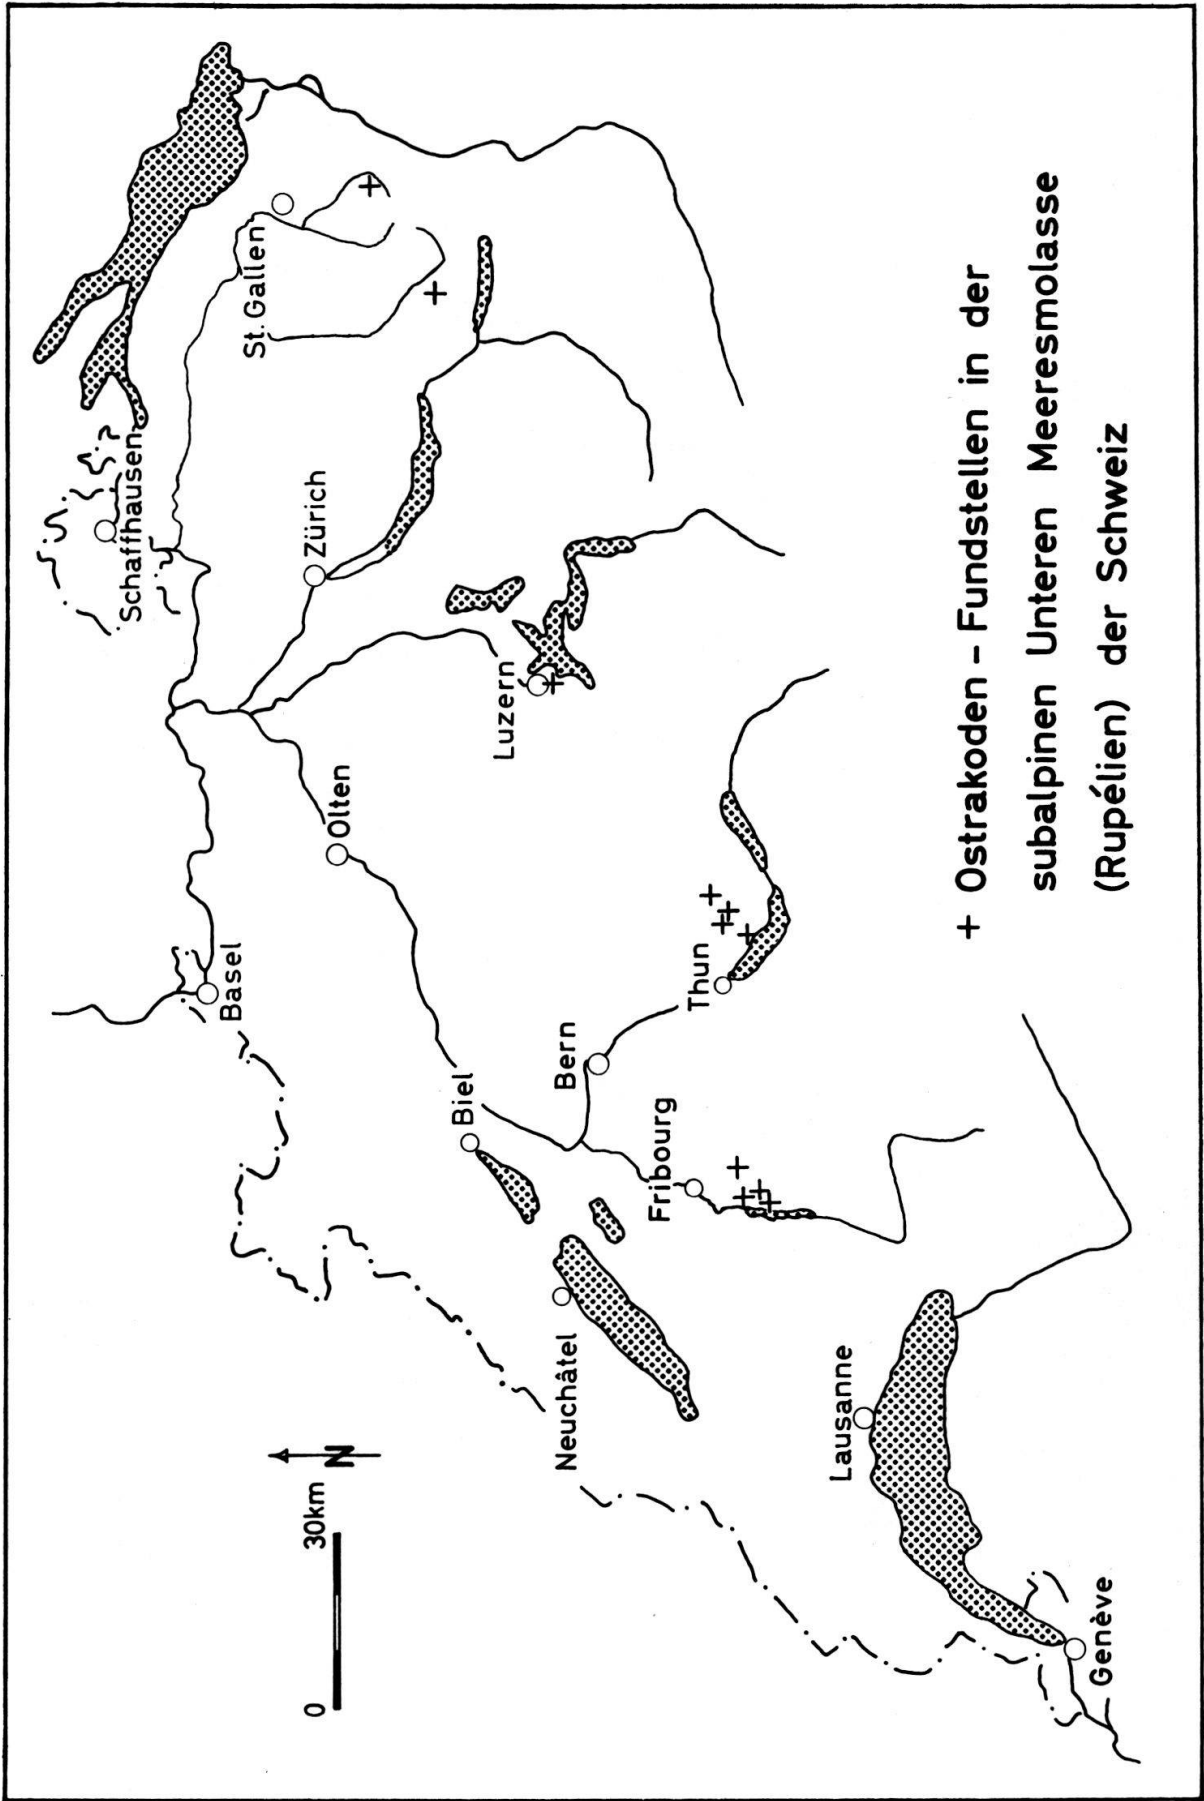 Schaffhausen
St. Gallen
Basel
Zürich
Olten
Luzern
Biel
Bern
Thun
Fribourg
Neuchâtel
Lausanne
Genève
N
0 30km
+ Ostrakoden – Fundstellen in der
subalpinen Unteren Meeresmolasse
(Rupélien) der Schweiz